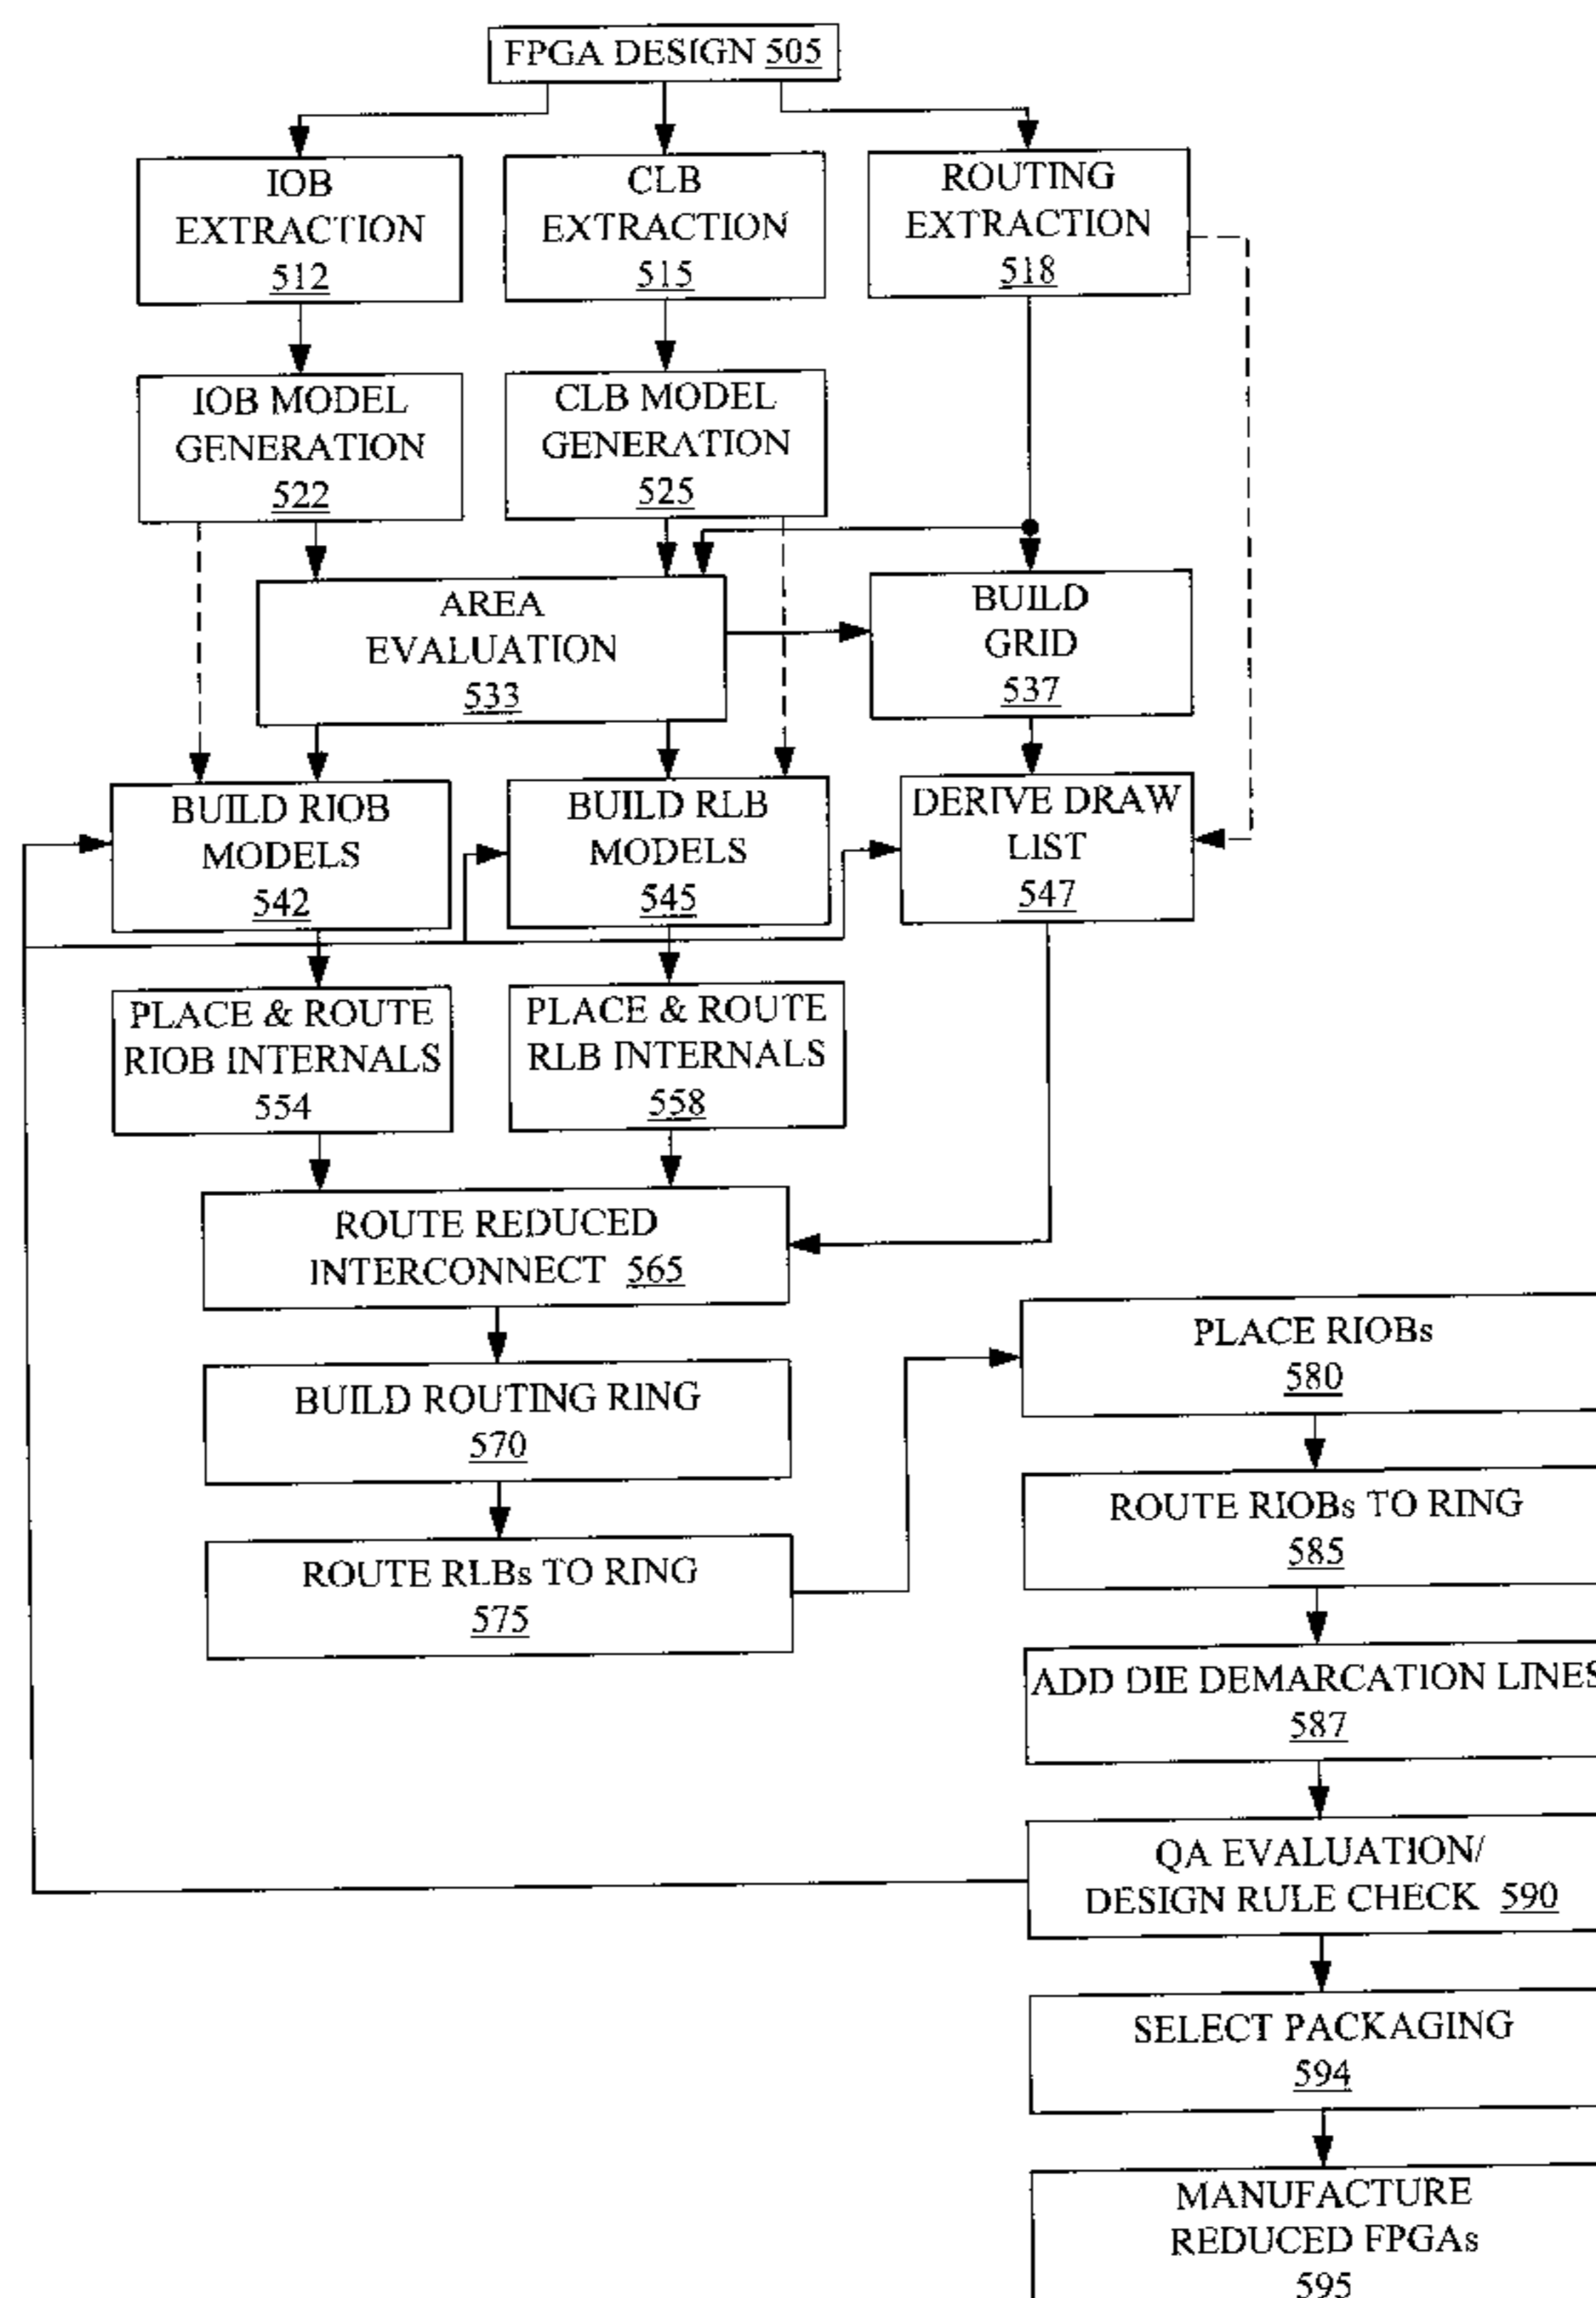 FPGA DESIGN 505
IOB
EXTRACTION
512
CLB
EXTRACTION
515
ROUTING
EXTRACTION
518
IOB MODEL
GENERATION
522
CLB MODEL
GENERATION
525
AREA
EVALUATION
533
BUILD
GRID
537
BUILD RIOB
MODELS
542
BUILD RLB
MODELS
545
DERIVE DRAW
LIST
547
PLACE & ROUTE
RIOB INTERNALS
554
PLACE & ROUTE
RLB INTERNALS
558
ROUTE REDUCED
INTERCONNECT 565
BUILD ROUTING RING
570
ROUTE RLBs TO RING
575
PLACE RIOBs
580
ROUTE RIOBs TO RING
585
ADD DIE DEMARCATION LINES
587
QA EVALUATION/
DESIGN RULE CHECK 590
SELECT PACKAGING
594
MANUFACTURE
REDUCED FPGAs
595